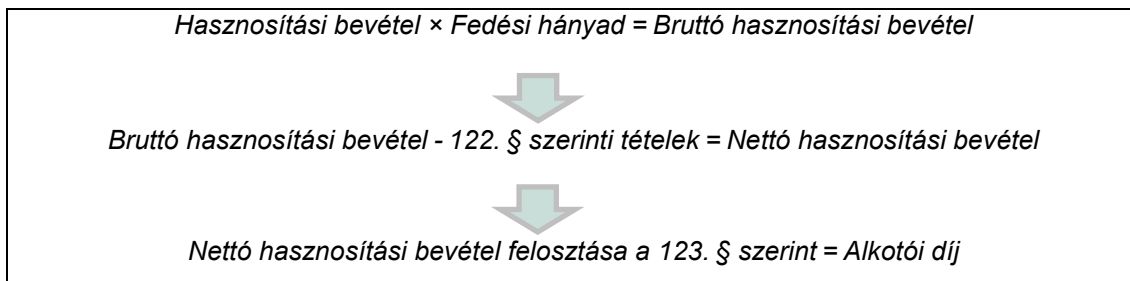 Hasznosítási bevétel × Fedési hányad = Bruttó hasznosítási bevétel
Bruttó hasznosítási bevétel - 122. § szerinti tételek = Nettó hasznosítási bevétel
Nettó hasznosítási bevétel felosztása a 123. § szerint = Alkotói díj